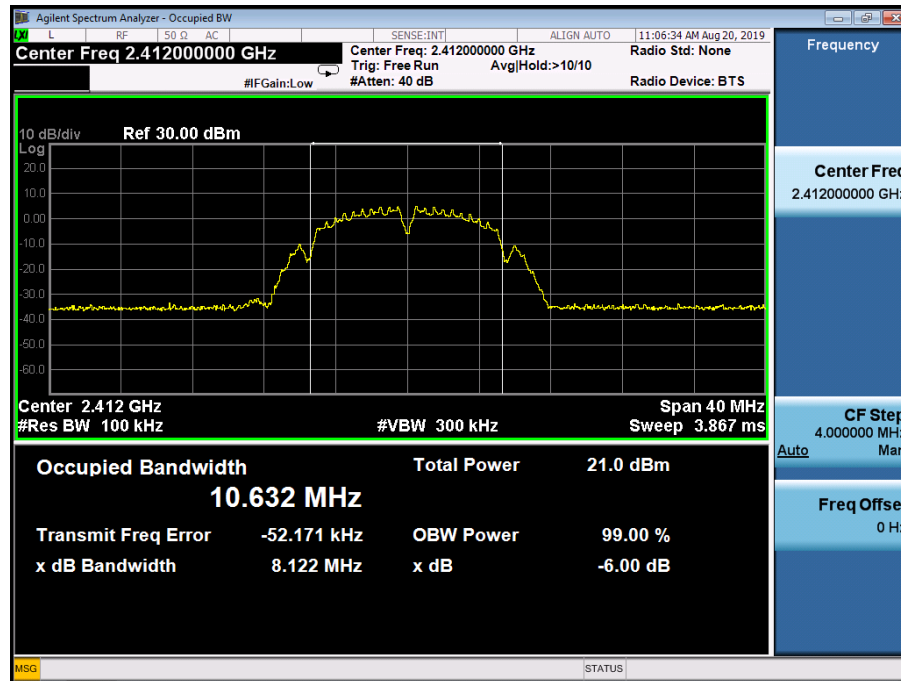 Agilent Spectrum Analyzer - Occupied BW
LXI L RF 50 Ω AC SENSE:INT ALIGN AUTO 11:06:34 AM Aug 20, 2019
Center Freq 2.412000000 GHz
Center Freq: 2.412000000 GHz Radio Std: None
Trig: Free Run Avg|Hold:>10/10
#IFGain:Low #Atten: 40 dB Radio Device: BTS
Frequency
10 dB/div Ref 30.00 dBm
Log
20.0
10.0
0.00
-10.0
-20.0
-30.0
-40.0
-50.0
-60.0
Center 2.412 GHz Span 40 MHz
#Res BW 100 kHz #VBW 300 kHz Sweep 3.867 ms
Occupied Bandwidth Total Power 21.0 dBm
10.632 MHz
Transmit Freq Error -52.171 kHz OBW Power 99.00 %
x dB Bandwidth 8.122 MHz x dB -6.00 dB
Center Freq
2.412000000 GHz
CF Step
4.000000 MHz
Auto Man
Freq Offse
0 Hz
MSG STATUS